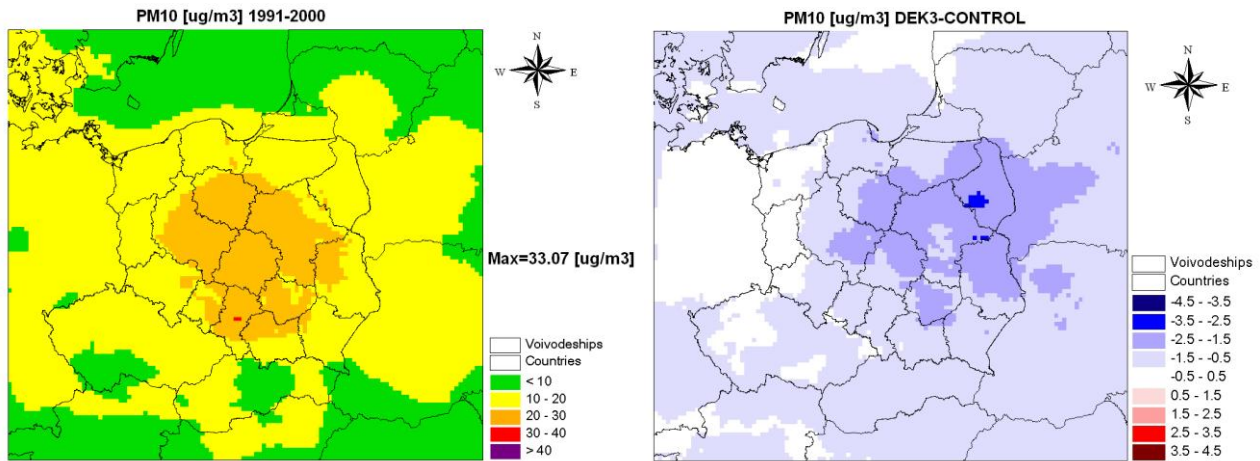 PM10 [ug/m3] 1991-2000
N
W E
S
Max=33.07 [ug/m3]
Voivodeships
Countries
< 10
10 - 20
20 - 30
30 - 40
> 40
PM10 [ug/m3] DEK3-CONTROL
N
W E
S
Voivodeships
Countries
-4.5 - -3.5
-3.5 - -2.5
-2.5 - -1.5
-1.5 - -0.5
-0.5 - 0.5
0.5 - 1.5
1.5 - 2.5
2.5 - 3.5
3.5 - 4.5